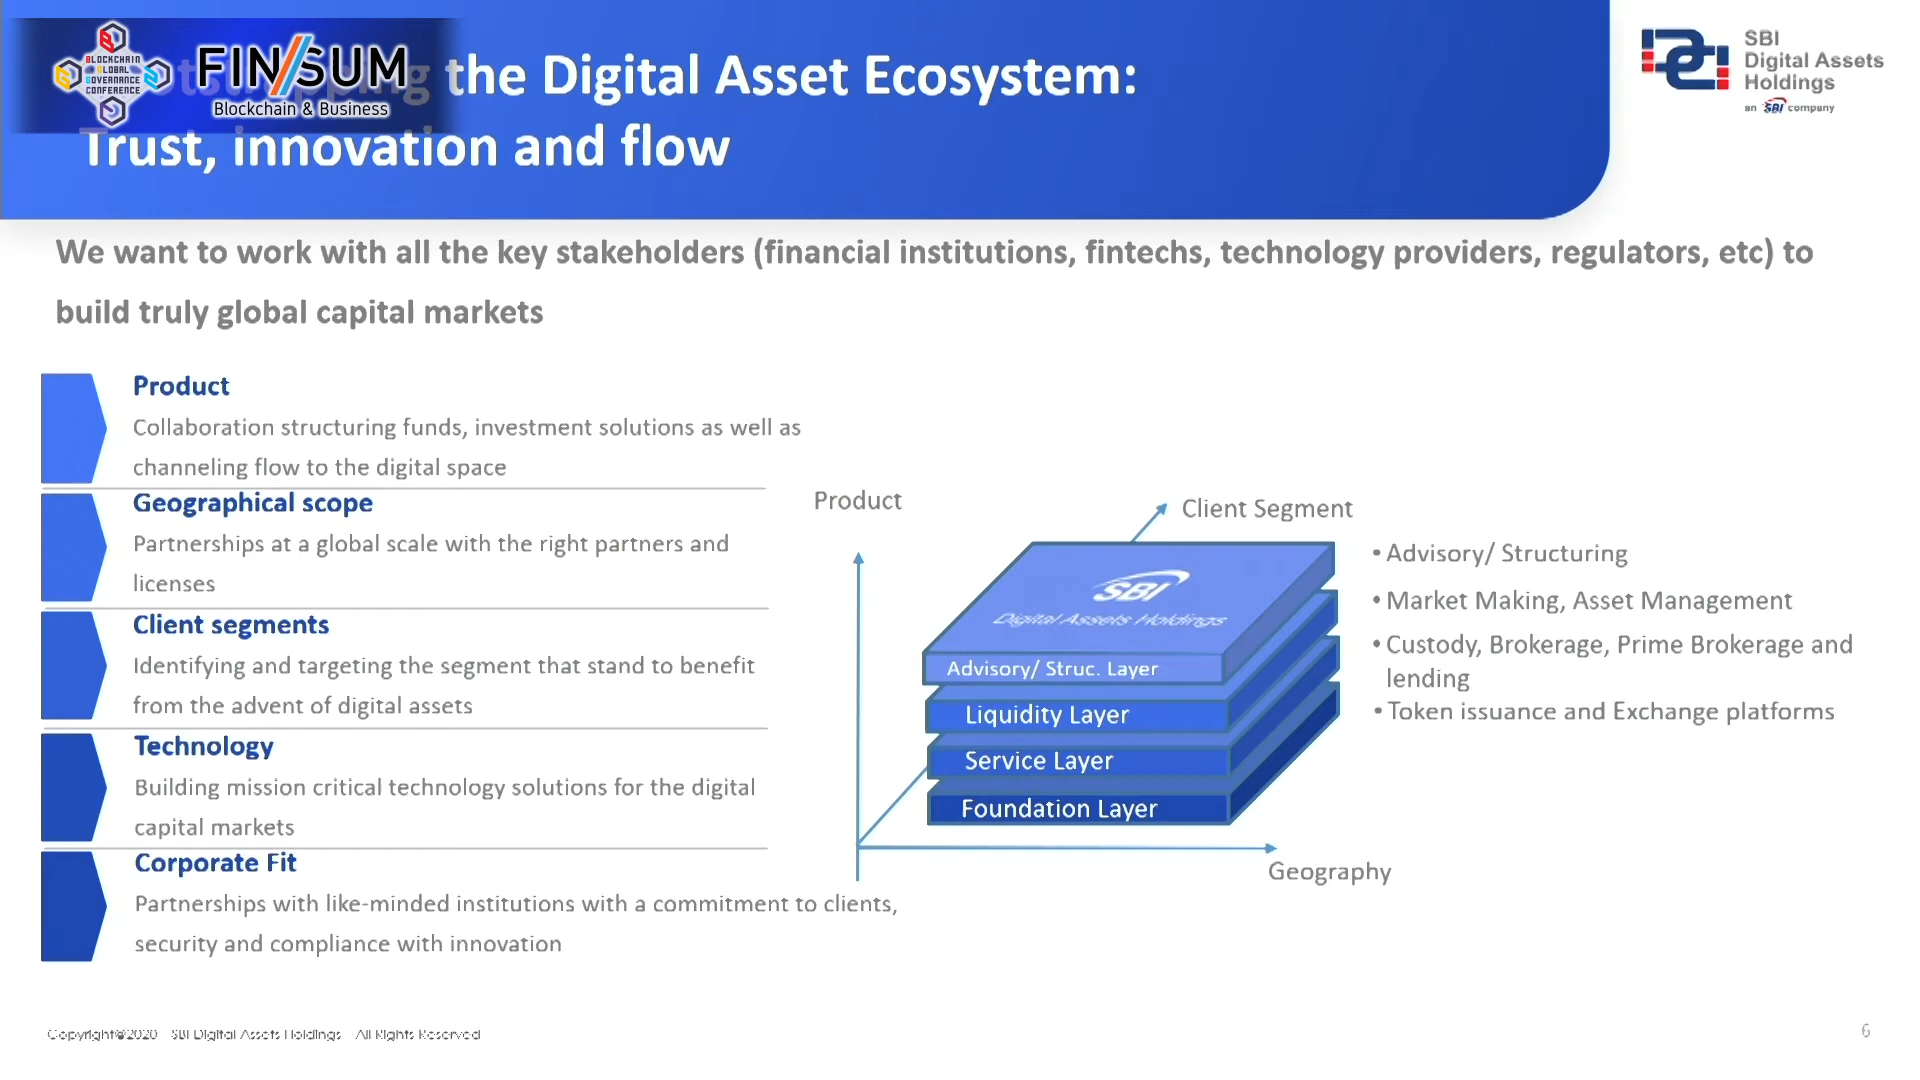 BLOCKCHAIN
GLOBAL
GOVERNANCE
CONFERENCE
FIN/SUM
Blockchain & Business
the Digital Asset Ecosystem:
Trust, innovation and flow
SBI
Digital Assets
Holdings
an SBI company
We want to work with all the key stakeholders (financial institutions, fintechs, technology providers, regulators, etc) to
build truly global capital markets
Product
Collaboration structuring funds, investment solutions as well as
channeling flow to the digital space
Geographical scope
Partnerships at a global scale with the right partners and
licenses
Client segments
Identifying and targeting the segment that stand to benefit
from the advent of digital assets
Technology
Building mission critical technology solutions for the digital
capital markets
Corporate Fit
Partnerships with like-minded institutions with a commitment to clients,
security and compliance with innovation
Product
Client Segment
SBI
Digital Assets Holdings
Advisory/ Struc. Layer
Liquidity Layer
Service Layer
Foundation Layer
Geography
• Advisory/ Structuring
• Market Making, Asset Management
• Custody, Brokerage, Prime Brokerage and
lending
• Token issuance and Exchange platforms
Copyright©2020 SBI Digital Assets Holdings All Rights Reserved
6